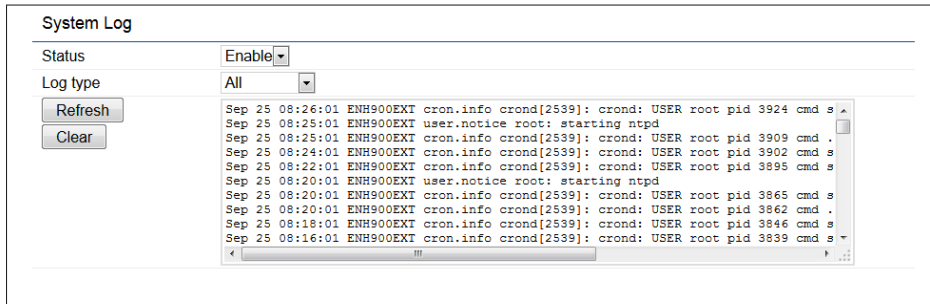 System Log
Status Enable
Log type All
Refresh
Clear
Sep 25 08:26:01 ENH900EXT cron.info crond[2539]: crond: USER root pid 3924 cmd s
Sep 25 08:25:01 ENH900EXT user.notice root: starting ntpd
Sep 25 08:25:01 ENH900EXT cron.info crond[2539]: crond: USER root pid 3909 cmd .
Sep 25 08:24:01 ENH900EXT cron.info crond[2539]: crond: USER root pid 3902 cmd s
Sep 25 08:22:01 ENH900EXT cron.info crond[2539]: crond: USER root pid 3895 cmd s
Sep 25 08:20:01 ENH900EXT user.notice root: starting ntpd
Sep 25 08:20:01 ENH900EXT cron.info crond[2539]: crond: USER root pid 3865 cmd s
Sep 25 08:20:01 ENH900EXT cron.info crond[2539]: crond: USER root pid 3862 cmd .
Sep 25 08:18:01 ENH900EXT cron.info crond[2539]: crond: USER root pid 3846 cmd s
Sep 25 08:16:01 ENH900EXT cron.info crond[2539]: crond: USER root pid 3839 cmd s